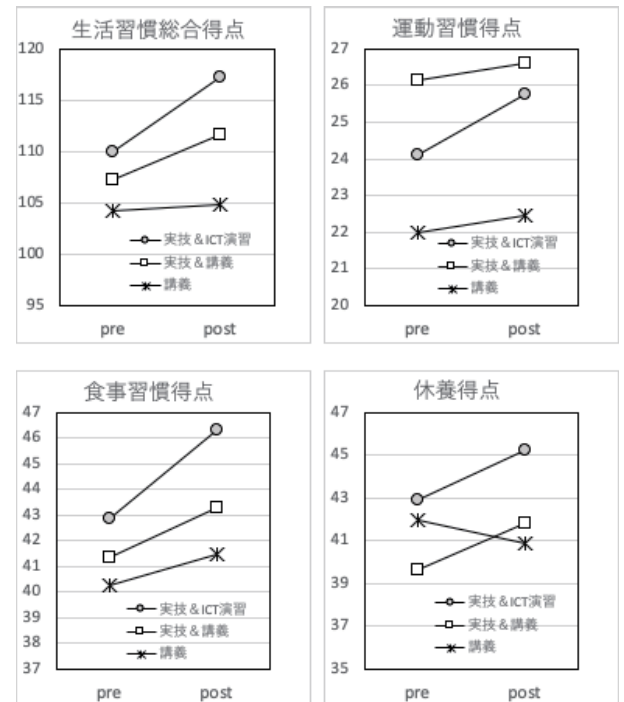 生活習慣総合得点
120
115
110
105
100
95
実技&ICT演習
実技&講義
講義
pre post
運動習慣得点
27
26
25
24
23
22
21
20
実技&ICT演習
実技&講義
講義
pre post
食事習慣得点
47
46
45
44
43
42
41
40
39
38
37
実技&ICT演習
実技&講義
講義
pre post
休養得点
47
45
43
41
39
37
35
実技&ICT演習
実技&講義
講義
pre post